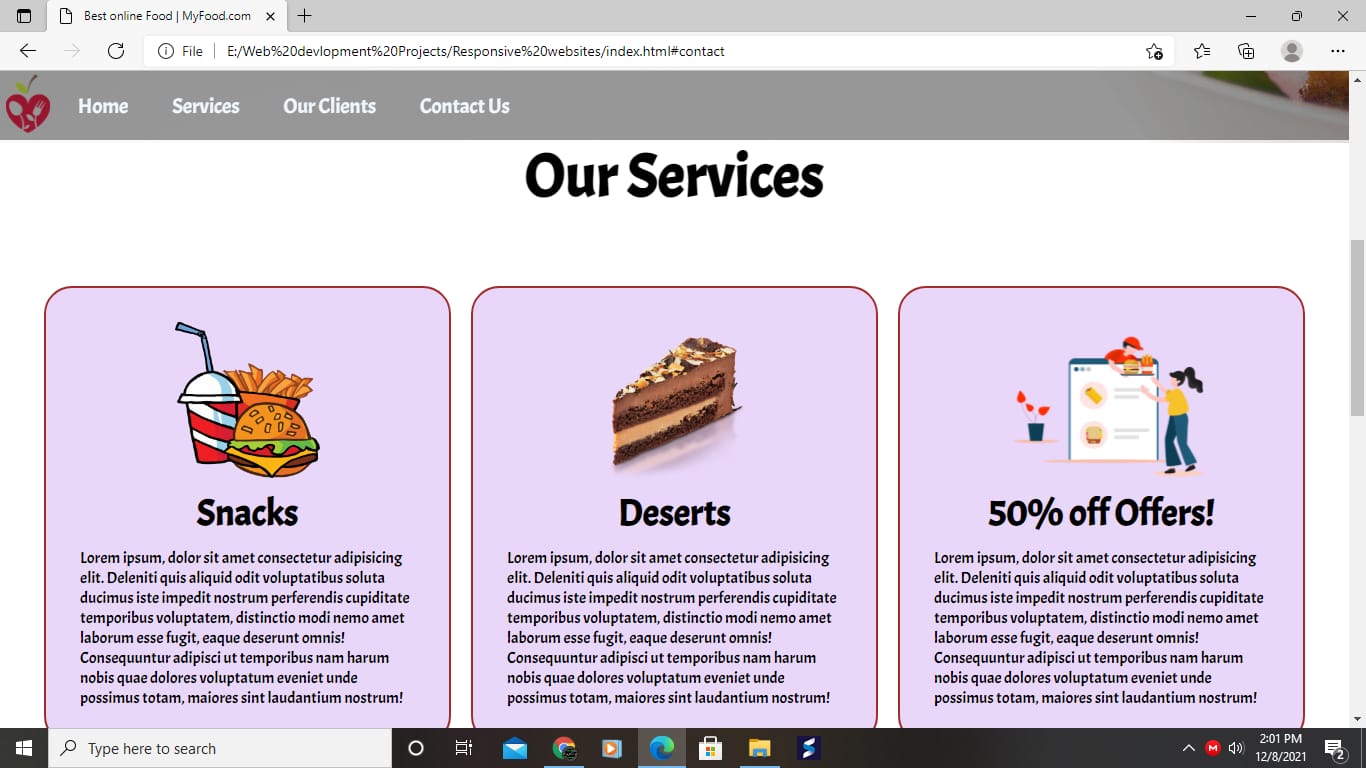 Best online Food | MyFood.com
File
E:/Web%20devlopment%20Projects/Responsive%20websites/index.html#contact
Home Services Our Clients Contact Us
Our Services
Snacks
Lorem ipsum, dolor sit amet consectetur adipisicing
elit. Deleniti quis aliquid odit voluptatibus soluta
ducimus iste impedit nostrum perferendis cupiditate
temporibus voluptatem, distinctio modi nemo amet
laborum esse fugit, eaque deserunt omnis!
Consequuntur adipisci ut temporibus nam harum
nobis quae dolores voluptatum eveniet unde
possimus totam, maiores sint laudantium nostrum!
Deserts
Lorem ipsum, dolor sit amet consectetur adipisicing
elit. Deleniti quis aliquid odit voluptatibus soluta
ducimus iste impedit nostrum perferendis cupiditate
temporibus voluptatem, distinctio modi nemo amet
laborum esse fugit, eaque deserunt omnis!
Consequuntur adipisci ut temporibus nam harum
nobis quae dolores voluptatum eveniet unde
possimus totam, maiores sint laudantium nostrum!
50% off Offers!
Lorem ipsum, dolor sit amet consectetur adipisicing
elit. Deleniti quis aliquid odit voluptatibus soluta
ducimus iste impedit nostrum perferendis cupiditate
temporibus voluptatem, distinctio modi nemo amet
laborum esse fugit, eaque deserunt omnis!
Consequuntur adipisci ut temporibus nam harum
nobis quae dolores voluptatum eveniet unde
possimus totam, maiores sint laudantium nostrum!
Type here to search
2:01 PM
12/8/2021
2